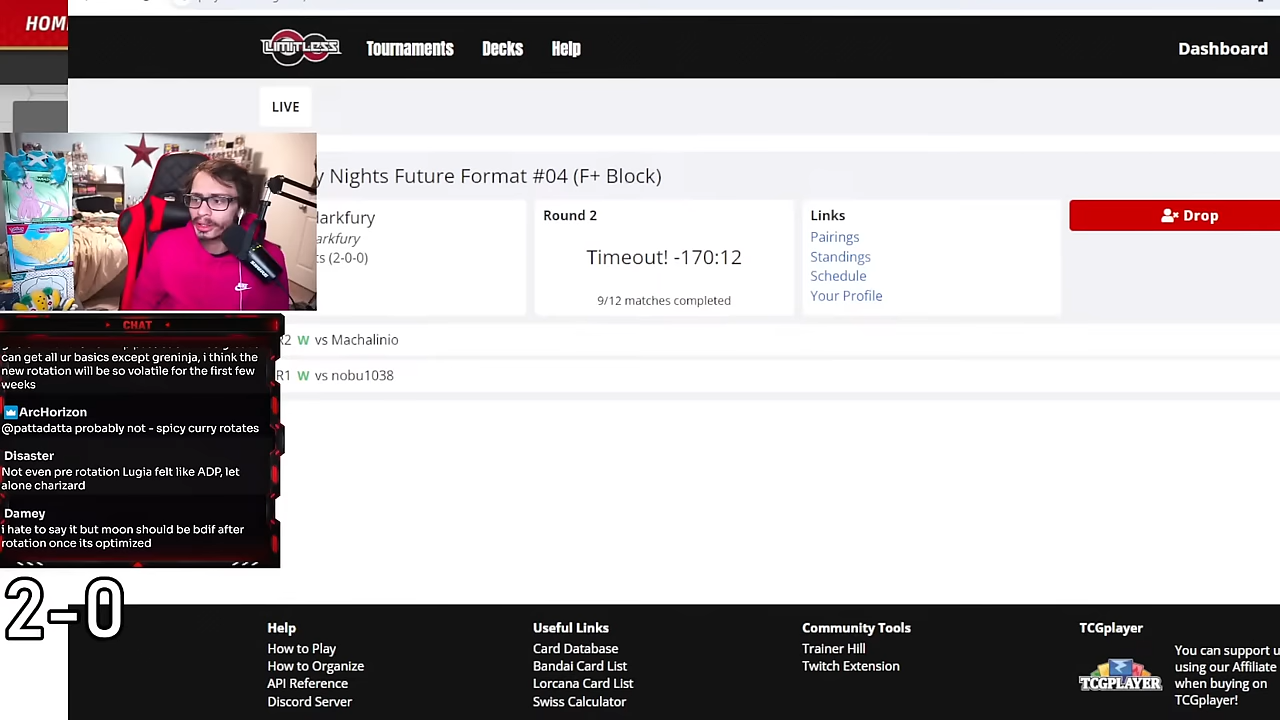 HOM
LIMITLESS
Tournaments
Decks
Help
Dashboard
LIVE
y Nights Future Format #04 (F+ Block)
darkfury
arkfury
ts (2-0-0)
Round 2
Timeout! -170:12
9/12 matches completed
Links
Pairings
Standings
Schedule
Your Profile
Drop
R2 W vs Machalinio
R1 W vs nobu1038
CHAT
can get all ur basics except greninja, i think the
new rotation will be so volatile for the first few
weeks
ArcHorizon
@pattadatta probably not - spicy curry rotates
Disaster
Not even pre rotation Lugia felt like ADP, let
alone charizard
Damey
i hate to say it but moon should be bdif after
rotation once its optimized
2-0
Help
How to Play
How to Organize
API Reference
Discord Server
Useful Links
Card Database
Bandai Card List
Lorcana Card List
Swiss Calculator
Community Tools
Trainer Hill
Twitch Extension
TCGplayer
TCGPLAYER
You can support u
using our Affiliate
when buying on
TCGplayer!